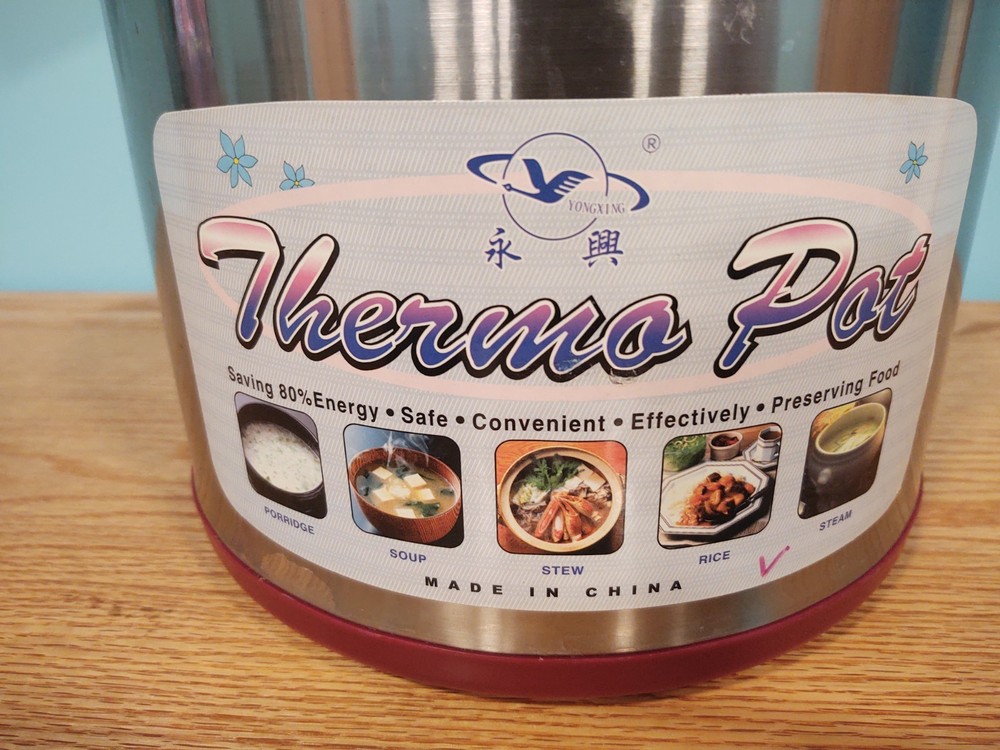 ®
YONGXING
永興
Thermo Pot
Saving 80%Energy • Safe • Convenient • Effectively • Preserving Food
PORRIDGE
SOUP
STEW
RICE
STEAM
MADE IN CHINA